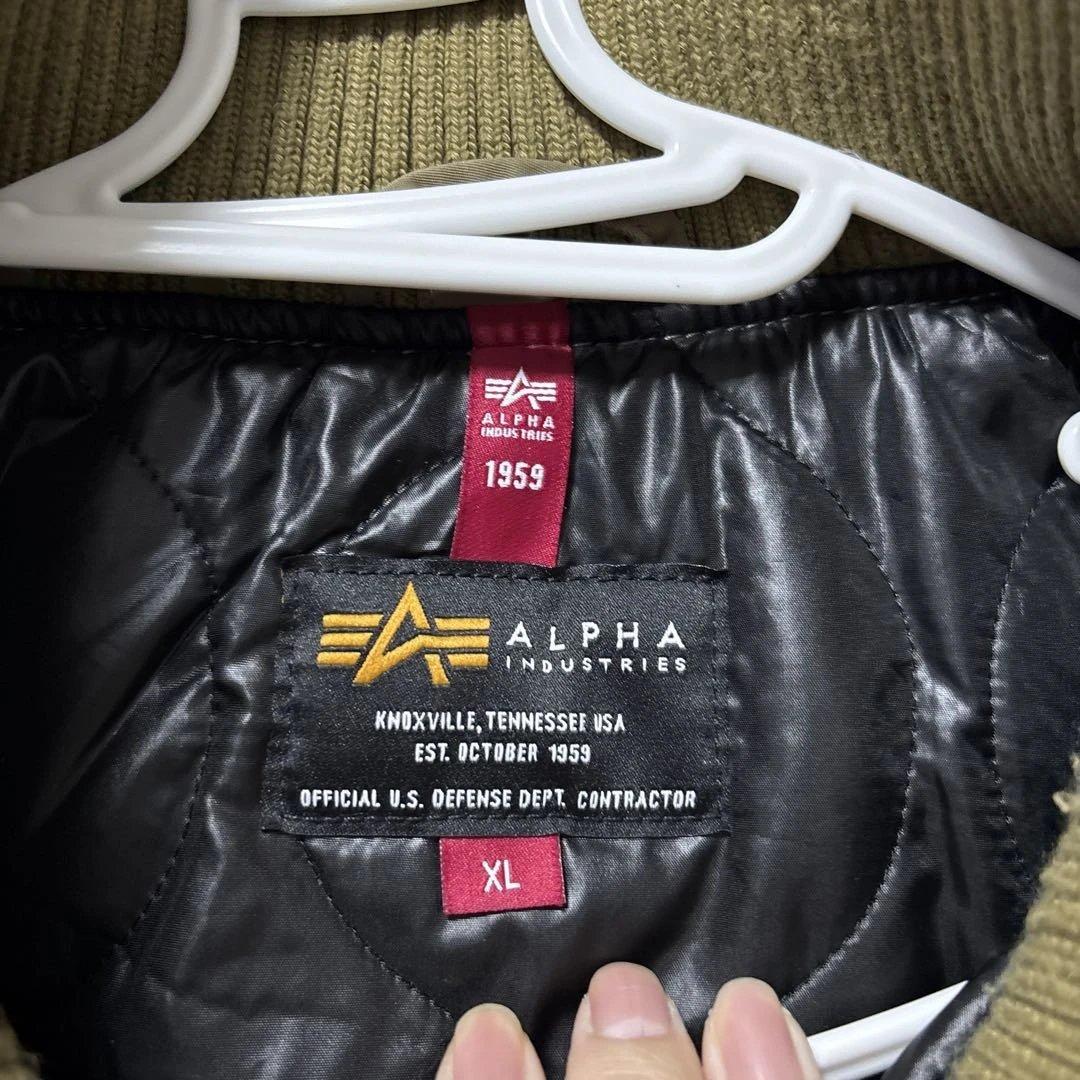 ALPHA
INDUSTRIES
1959
ALPHA
INDUSTRIES
KNOXVILLE, TENNESSEE USA
EST. OCTOBER 1959
OFFICIAL U.S. DEFENSE DEPT. CONTRACTOR
XL